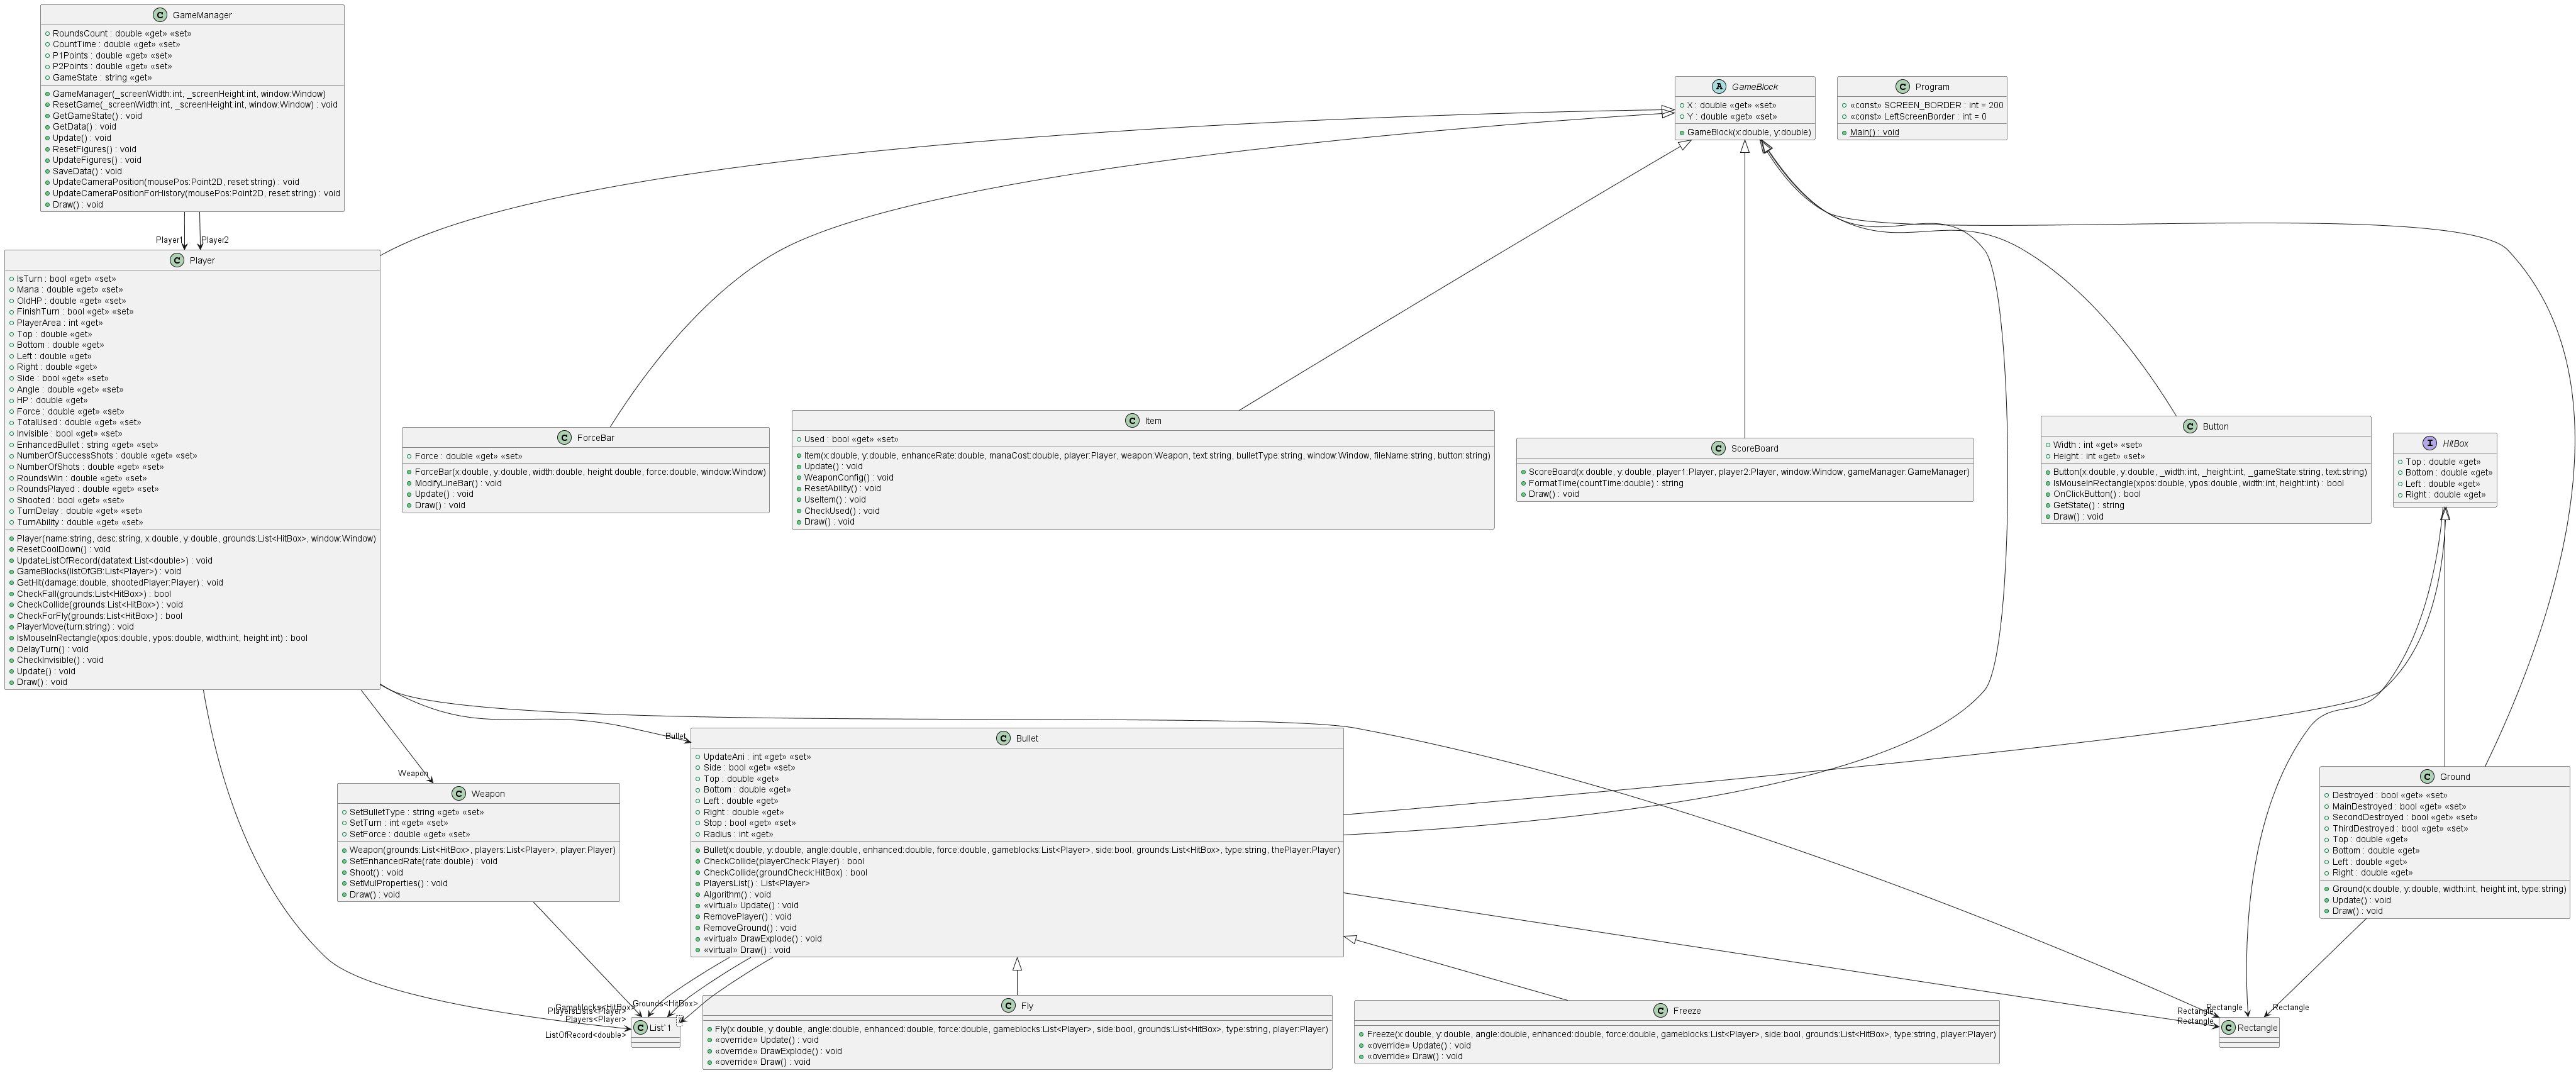 C GameManager
RoundsCount : double «get» «set»
CountTime : double «get» «set»
P1Points : double «get» «set»
P2Points : double «get» «set»
GameState : string «get»
GameManager(_screenWidth:int, _screenHeight:int, window:Window)
ResetGame(_screenWidth:int, _screenHeight:int, window:Window) : void
GetGameState() : void
GetData() : void
Update() : void
ResetFigures() : void
UpdateFigures() : void
SaveData() : void
UpdateCameraPosition(mousePos:Point2D, reset:string) : void
UpdateCameraPositionForHistory(mousePos:Point2D, reset:string) : void
Draw() : void
A GameBlock
X : double «get» «set»
Y : double «get» «set»
GameBlock(x:double, y:double)
C Program
«const» SCREEN_BORDER : int = 200
«const» LeftScreenBorder : int = 0
Main() : void
Player1
Player2
C Player
IsTurn : bool «get» «set»
Mana : double «get» «set»
OldHP : double «get» «set»
FinishTurn : bool «get» «set»
PlayerArea : int «get»
Top : double «get»
Bottom : double «get»
Left : double «get»
Right : double «get»
Side : bool «get» «set»
Angle : double «get» «set»
HP : double «get»
Force : double «get» «set»
TotalUsed : double «get» «set»
Invisible : bool «get» «set»
EnhancedBullet : string «get» «set»
NumberOfSuccessShots : double «get» «set»
NumberOfShots : double «get» «set»
RoundsWin : double «get» «set»
RoundsPlayed : double «get» «set»
Shooted : bool «get» «set»
TurnDelay : double «get» «set»
TurnAbility : double «get» «set»
Player(name:string, desc:string, x:double, y:double, grounds:List<HitBox>, window:Window)
ResetCoolDown() : void
UpdateListOfRecord(datatext:List<double>) : void
GameBlocks(listOfGB:List<Player>) : void
GetHit(damage:double, shootedPlayer:Player) : void
CheckFall(grounds:List<HitBox>) : bool
CheckCollide(grounds:List<HitBox>) : void
CheckForFly(grounds:List<HitBox>) : bool
PlayerMove(turn:string) : void
IsMouseInRectangle(xpos:double, ypos:double, width:int, height:int) : bool
DelayTurn() : void
CheckInvisible() : void
Update() : void
Draw() : void
C ForceBar
Force : double «get» «set»
ForceBar(x:double, y:double, width:double, height:double, force:double, window:Window)
ModifyLineBar() : void
Update() : void
Draw() : void
C Item
Used : bool «get» «set»
Item(x:double, y:double, enhanceRate:double, manaCost:double, player:Player, weapon:Weapon, text:string, bulletType:string, window:Window, fileName:string, button:string)
Update() : void
WeaponConfig() : void
ResetAbility() : void
UseItem() : void
CheckUsed() : void
Draw() : void
C ScoreBoard
ScoreBoard(x:double, y:double, player1:Player, player2:Player, window:Window, gameManager:GameManager)
FormatTime(countTime:double) : string
Draw() : void
C Button
Width : int «get» «set»
Height : int «get» «set»
Button(x:double, y:double, _width:int, _height:int, _gameState:string, text:string)
IsMouseInRectangle(xpos:double, ypos:double, width:int, height:int) : bool
OnClickButton() : bool
GetState() : string
Draw() : void
I HitBox
Top : double «get»
Bottom : double «get»
Left : double «get»
Right : double «get»
Weapon
Bullet
C Weapon
SetBulletType : string «get» «set»
SetTurn : int «get» «set»
SetForce : double «get» «set»
Weapon(grounds:List<HitBox>, players:List<Player>, player:Player)
SetEnhancedRate(rate:double) : void
Shoot() : void
SetMulProperties() : void
Draw() : void
C Bullet
UpdateAni : int «get» «set»
Side : bool «get» «set»
Top : double «get»
Bottom : double «get»
Left : double «get»
Right : double «get»
Stop : bool «get» «set»
Radius : int «get»
Bullet(x:double, y:double, angle:double, enhanced:double, force:double, gameblocks:List<Player>, side:bool, grounds:List<HitBox>, type:string, thePlayer:Player)
CheckCollide(playerCheck:Player) : bool
CheckCollide(groundCheck:HitBox) : bool
PlayersList() : List<Player>
Algorithm() : void
«virtual» Update() : void
RemovePlayer() : void
RemoveGround() : void
«virtual» DrawExplode() : void
«virtual» Draw() : void
C Ground
Destroyed : bool «get» «set»
MainDestroyed : bool «get» «set»
SecondDestroyed : bool «get» «set»
ThirdDestroyed : bool «get» «set»
Top : double «get»
Bottom : double «get»
Left : double «get»
Right : double «get»
Ground(x:double, y:double, width:int, height:int, type:string)
Update() : void
Draw() : void
Gameblocks<HitBox>
Grounds<HitBox>
PlayersLists<Player>
Players<Player>
ListOfRecord<double>
C List`1
C Fly
Fly(x:double, y:double, angle:double, enhanced:double, force:double, gameblocks:List<Player>, side:bool, grounds:List<HitBox>, type:string, player:Player)
«override» Update() : void
«override» DrawExplode() : void
«override» Draw() : void
C Freeze
Freeze(x:double, y:double, angle:double, enhanced:double, force:double, gameblocks:List<Player>, side:bool, grounds:List<HitBox>, type:string, player:Player)
«override» Update() : void
«override» Draw() : void
Rectangle
Rectangle
Rectangle
Rectangle
C Rectangle